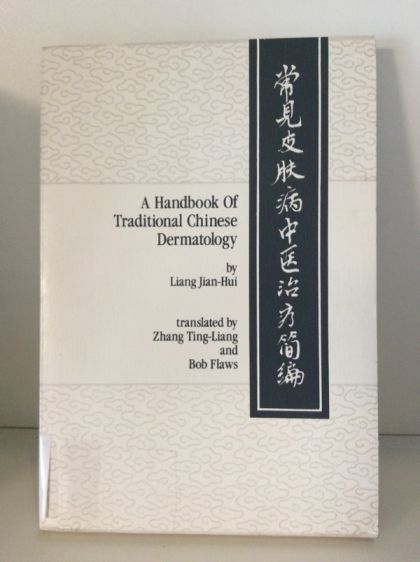 A Handbook Of
Traditional Chinese
Dermatology
by
Liang Jian-Hui
translated by
Zhang Ting-Liang
and
Bob Flaws
常见皮肤病中医治疗简编